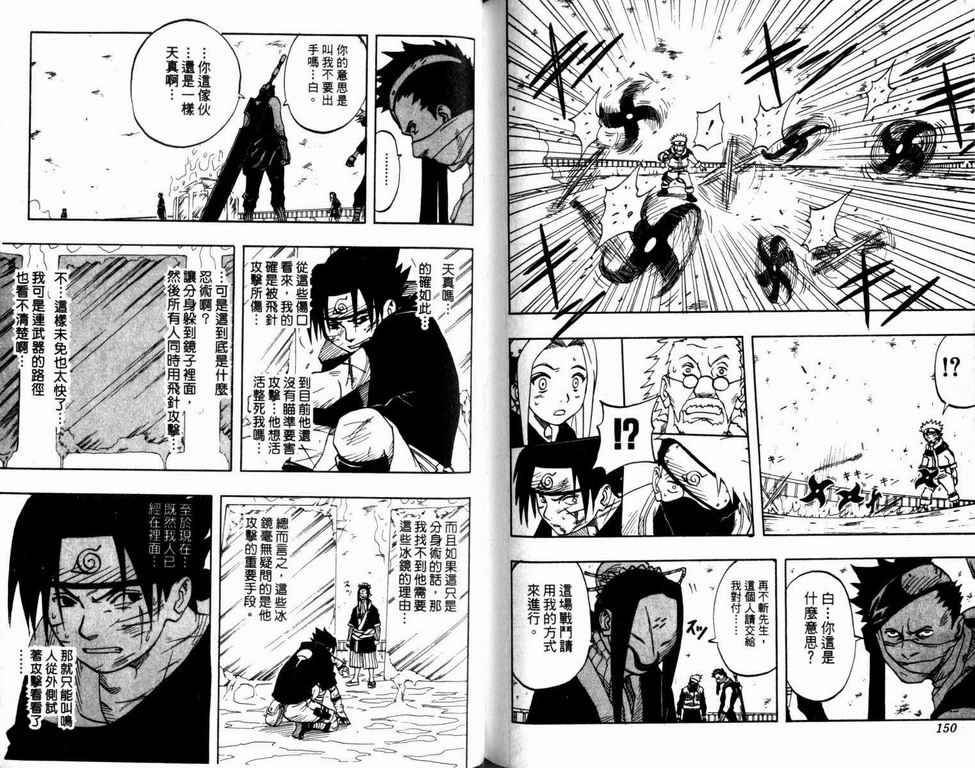 !
!?
キキ
キン
!?
白…你這是
什麼意思?
再不斬先生,
這個人請交給
我對付…
スッ
這場戰鬥請
用我的方式
來進行。
150
………
你的意思是
叫我不要出
手嗎…白。
…你這傢伙
…還是一樣
天真啊…
天真嗎…
的確如此…
從這些傷口
看來,我的
確是被飛針
攻擊所傷…
到目前他還
沒有瞄準要害
攻擊…他想活
活整死我嗎…
…可是這到底是什麼
忍術啊?
讓分身躲到鏡子裡面,
然後所有人同時用飛針攻擊…
不…這樣未免也太快了…
我可是連武器的路徑
也看不清楚啊…
而且如果這只是
分身術的話,那
我找不到他需要
這些冰鏡的理由…
總而言之,這些冰
鏡毫無疑問的是他
攻擊的重要手段。
至於現在…
既然我人已
經在裡面…
那就只能叫鳴
人從外側試
著攻擊看看了
……